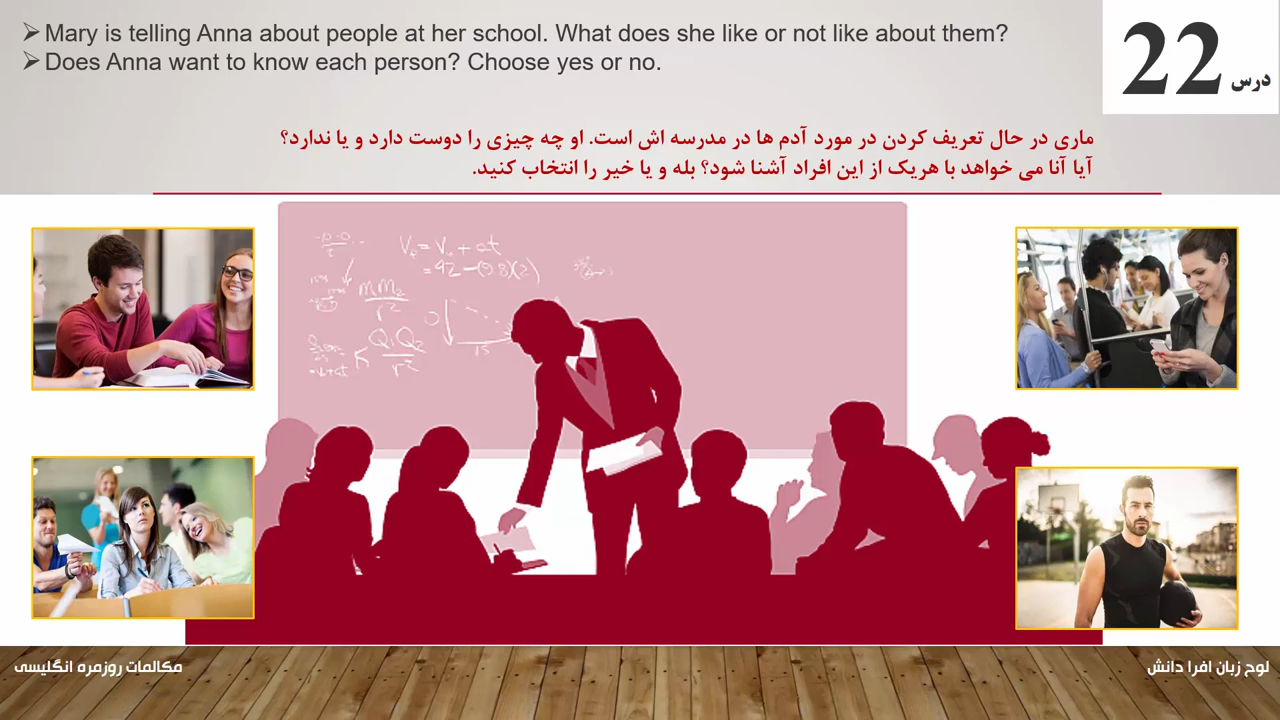 Mary is telling Anna about people at her school. What does she like or not like about them?
Does Anna want to know each person? Choose yes or no.
درس 22
ماری در حال تعریف کردن در مورد آدم ها در مدرسه اش است. او چه چیزی را دوست دارد و یا ندارد؟
آیا آنا می خواهد با هریک از این افراد آشنا شود؟ بله و یا خیر را انتخاب کنید.
مکالمات روزمره انگلیسی
لوح زبان افرا دانش